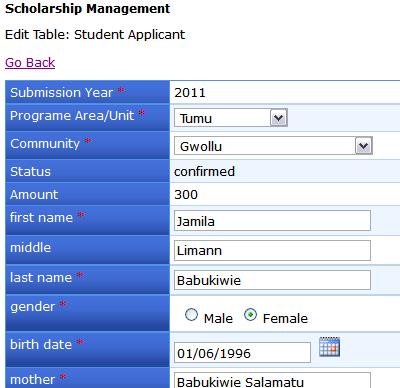 Scholarship Management
Edit Table: Student Applicant
Go Back
Submission Year * 2011
Programe Area/Unit * Tumu
Community * Gwollu
Status confirmed
Amount 300
first name * Jamila
middle Limann
last name * Babukiwie
gender * Male Female
birth date * 01/06/1996
mother * Babukiwie Salamatu